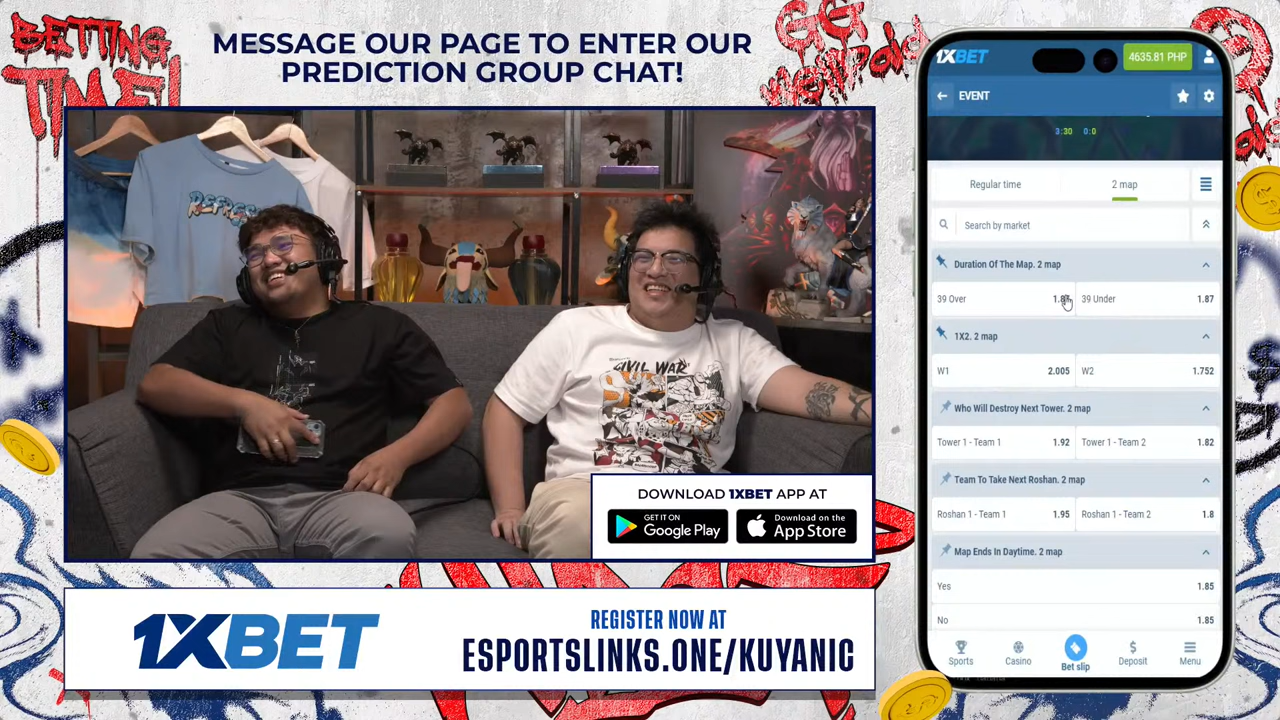 BETTING
TIME!
MESSAGE OUR PAGE TO ENTER OUR
PREDICTION GROUP CHAT!
GG
REFRESH
CIVIL WAR
DOWNLOAD 1XBET APP AT
GET IT ON
Google Play
Download on the
App Store
1XBET
REGISTER NOW AT
ESPORTSLINKS.ONE/KUYANIC
1XBET
4635.81 PHP
EVENT
3:30 0:0
Regular time
2 map
Search by market
Duration Of The Map. 2 map
39 Over
39 Under 1.87
1X2. 2 map
W1 2.005
W2 1.752
Who Will Destroy Next Tower. 2 map
Tower 1 - Team 1 1.92
Tower 1 - Team 2 1.82
Team To Take Next Roshan. 2 map
Roshan 1 - Team 1 1.95
Roshan 1 - Team 2 1.8
Map Ends In Daytime. 2 map
Yes 1.85
No 1.85
Sports
Casino
Bet slip
Deposit
Menu